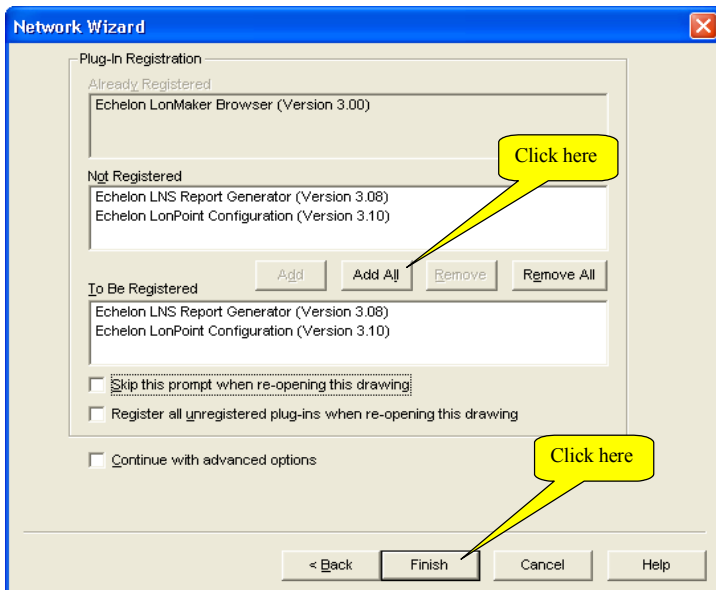 Network Wizard
Plug-In Registration
Already Registered
Echelon LonMaker Browser (Version 3.00)
Click here
Not Registered
Echelon LNS Report Generator (Version 3.08)
Echelon LonPoint Configuration (Version 3.10)
Add Add All Remove Remove All
To Be Registered
Echelon LNS Report Generator (Version 3.08)
Echelon LonPoint Configuration (Version 3.10)
Skip this prompt when re-opening this drawing
Register all unregistered plug-ins when re-opening this drawing
Continue with advanced options
Click here
< Back Finish Cancel Help